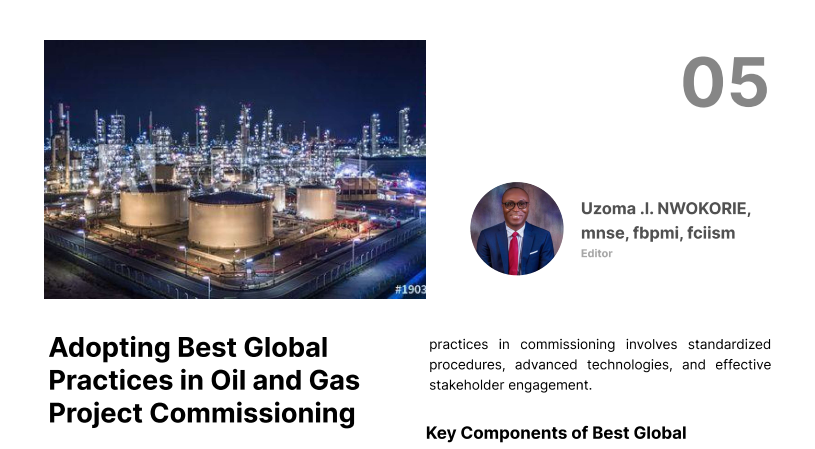 05
Uzoma .I. NWOKORIE,
mnse, fbpmi, fciism
Editor
#1903
Adopting Best Global
Practices in Oil and Gas
Project Commissioning
practices in commissioning involves standardized
procedures, advanced technologies, and effective
stakeholder engagement.
Key Components of Best Global